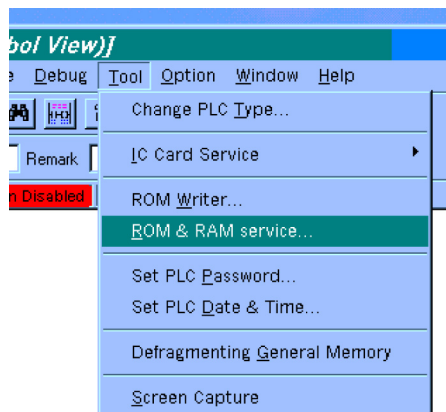 bol View)]
e Debug Tool Option Window Help
Change PLC Type...
IC Card Service
Remark
ROM Writer...
n Disabled
ROM & RAM service...
Set PLC Password...
Set PLC Date & Time...
Defragmenting General Memory
Screen Capture